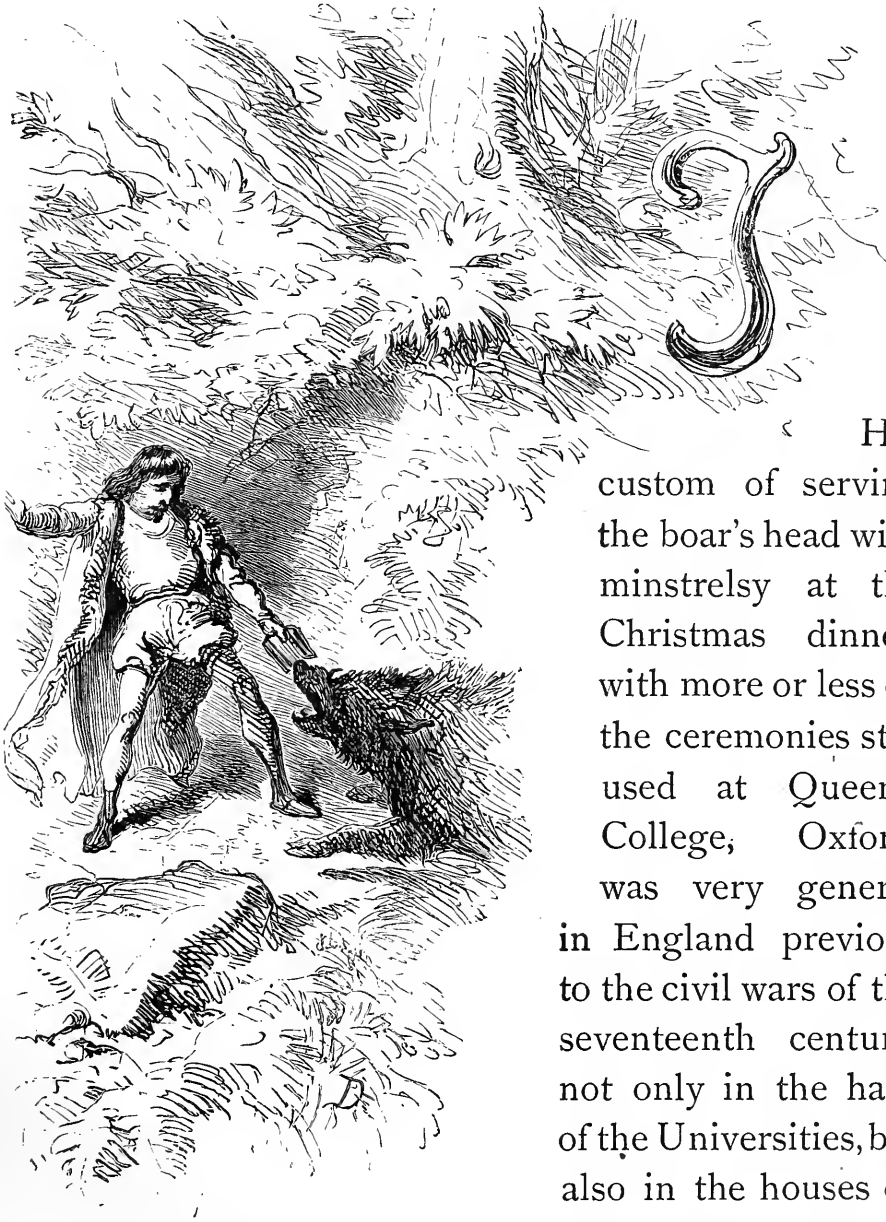 T
H
custom of servin
the boar's head wi
minstrelsy at t
Christmas dinne
with more or less
the ceremonies st
used at Queen
College, Oxfor
was very gener
in England previo
to the civil wars of t
seventeenth centur
not only in the ha
of the Universities, b
also in the houses